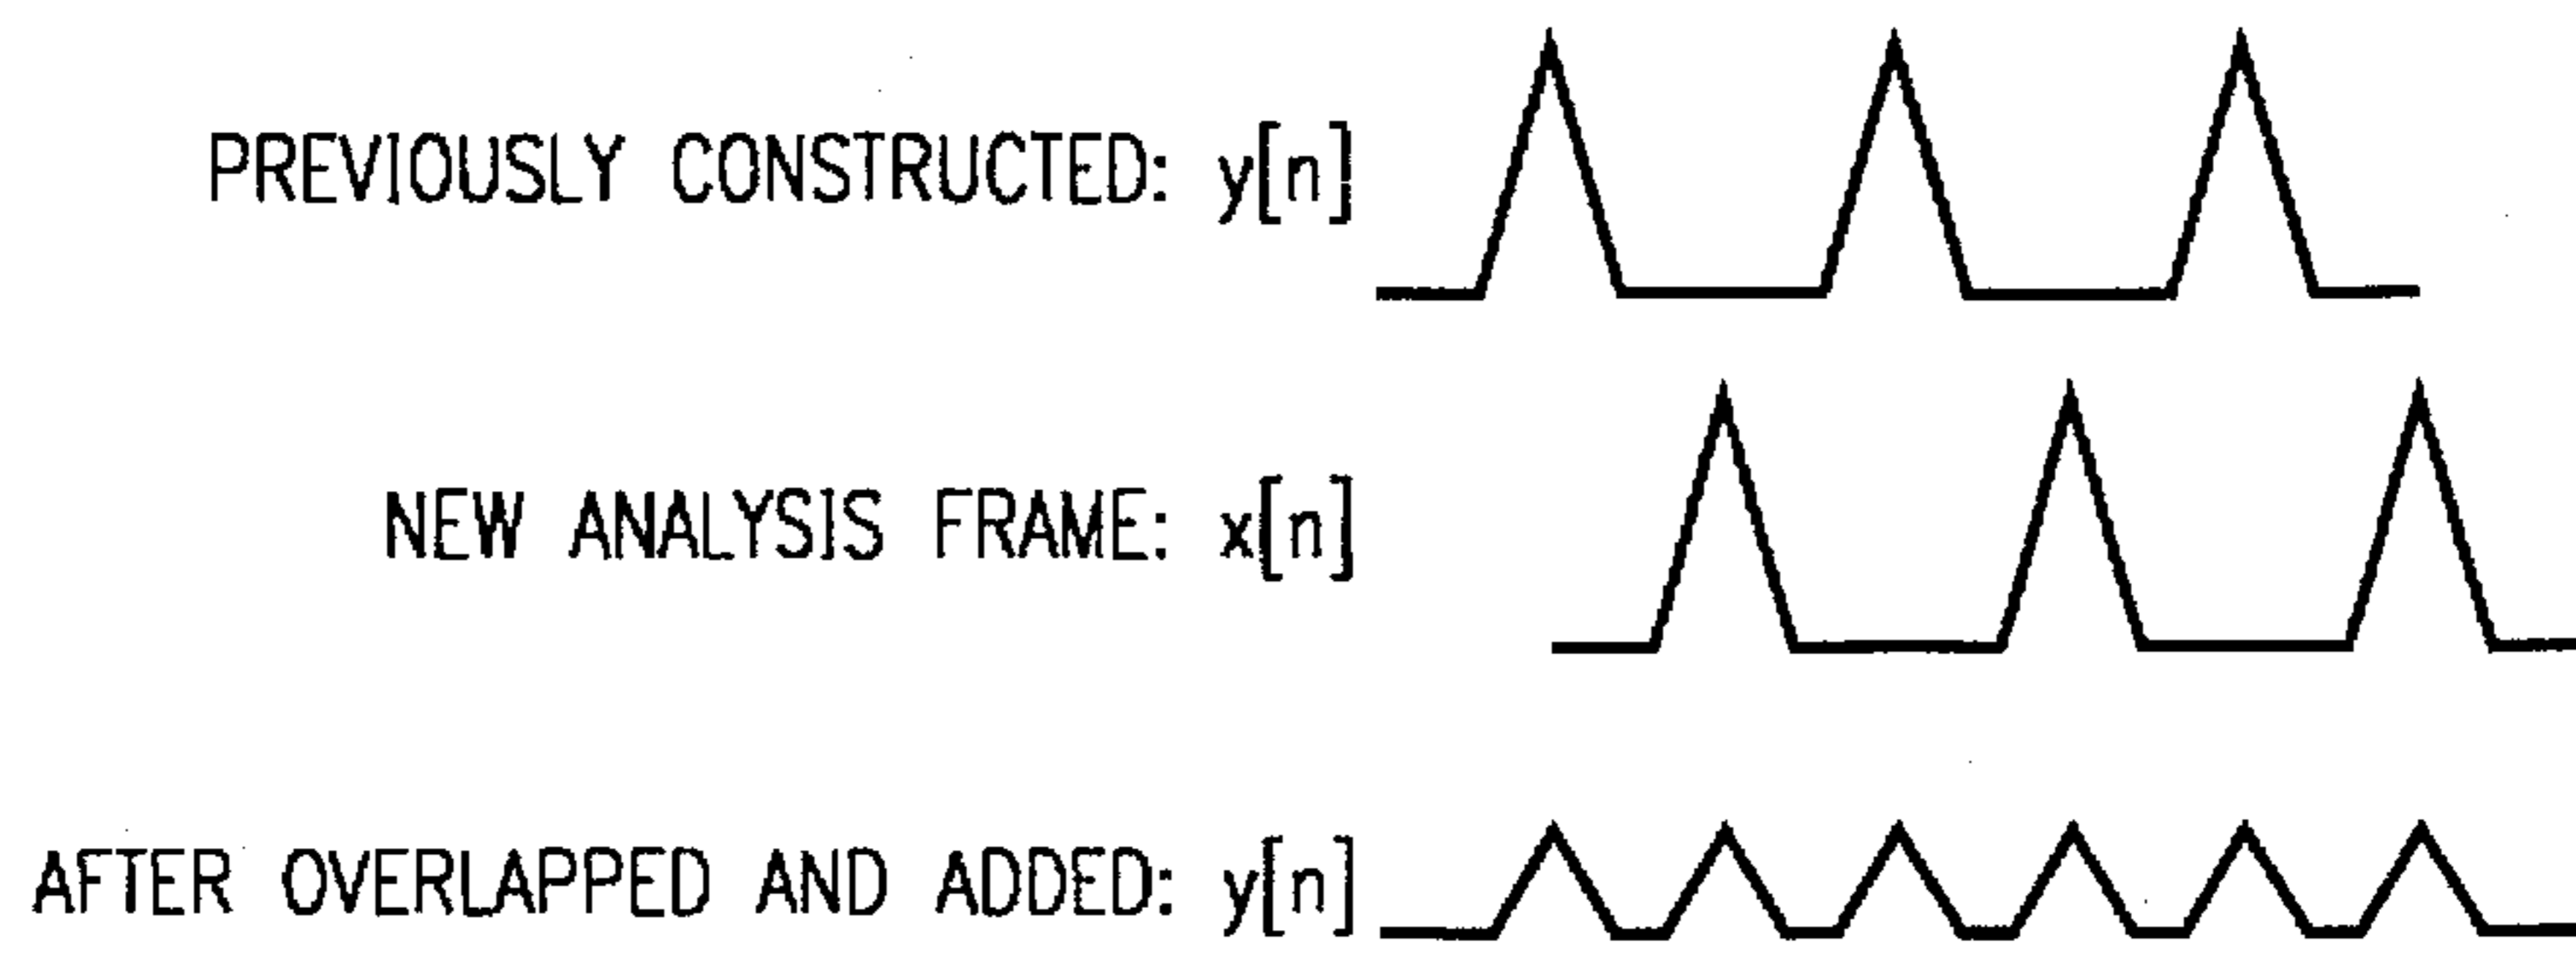 PREVIOUSLY CONSTRUCTED: y[n]
NEW ANALYSIS FRAME: x[n]
AFTER OVERLAPPED AND ADDED: y[n]